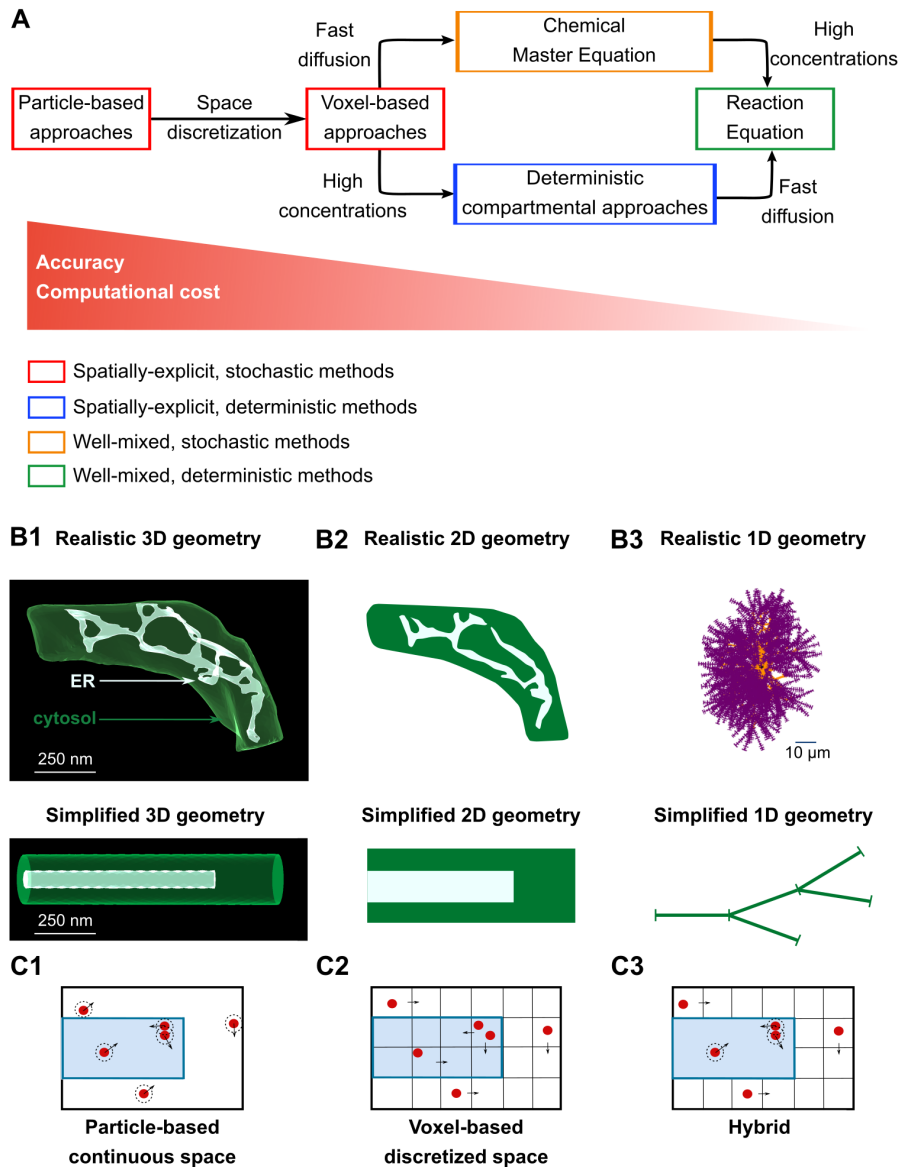 A
Fast
diffusion
Chemical
Master Equation
High
concentrations
Particle-based
approaches
Space
discretization
Voxel-based
approaches
Reaction
Equation
High
concentrations
Deterministic
compartmental approaches
Fast
diffusion
Accuracy
Computational cost
Spatially-explicit, stochastic methods
Spatially-explicit, deterministic methods
Well-mixed, stochastic methods
Well-mixed, deterministic methods
B1 Realistic 3D geometry
B2 Realistic 2D geometry
B3 Realistic 1D geometry
ER
cytosol
250 nm
10 µm
Simplified 3D geometry
Simplified 2D geometry
Simplified 1D geometry
250 nm
C1
C2
C3
Particle-based
continuous space
Voxel-based
discretized space
Hybrid